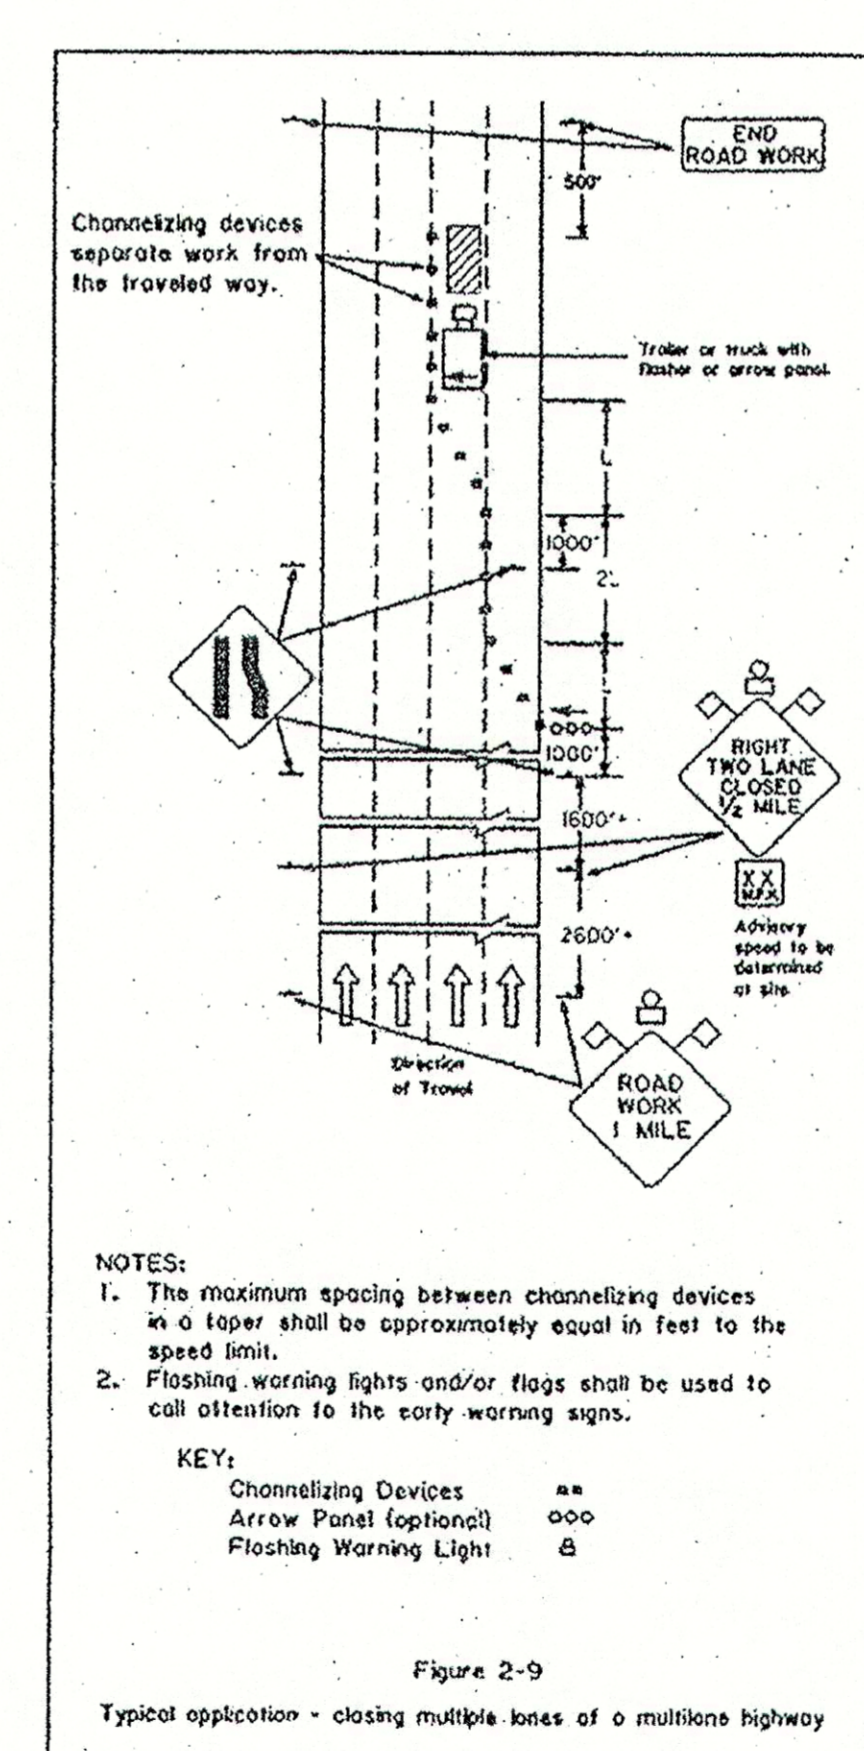 END
ROAD WORK
500'
Channelizing devices
separate work from
the traveled way.
Trailer or truck with
flasher or arrow panel.
L
1000'
2L
L
1000'
RIGHT
TWO LANE
CLOSED
1/2 MILE
1600'±
XX
M.P.H.
Advisory
speed to be
determined
at site.
2600'±
Direction
of Travel
ROAD
WORK
1 MILE
NOTES:
1. The maximum spacing between channelizing devices
in a taper shall be approximately equal in feet to the
speed limit.
2. Flashing warning lights and/or flags shall be used to
call attention to the early warning signs.
KEY:
Channelizing Devices
Arrow Panel (optional)
Flashing Warning Light
Figure 2-9
Typical application - closing multiple lanes of a multilane highway